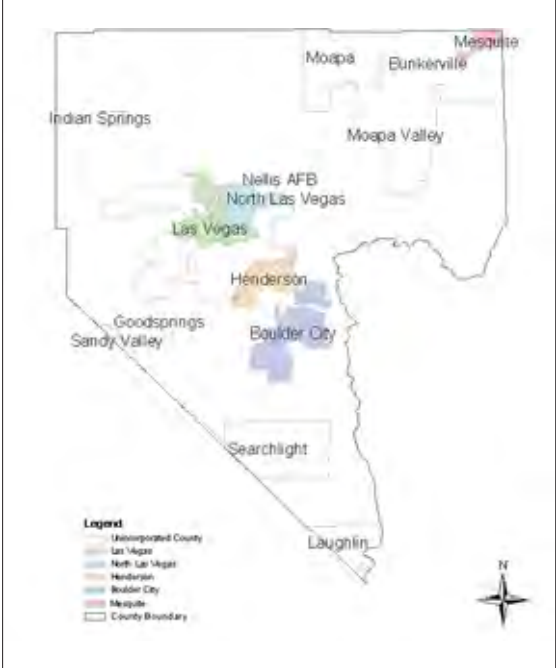 Mesquite
Moapa
Bunkerville
Indian Springs
Moapa Valley
Nellis AFB
North Las Vegas
Las Vegas
Henderson
Goodsprings
Boulder City
Sandy Valley
Searchlight
Laughlin
Legend
Unincorporated County
Las Vegas
North Las Vegas
Henderson
Boulder City
Mesquite
County Boundary
N